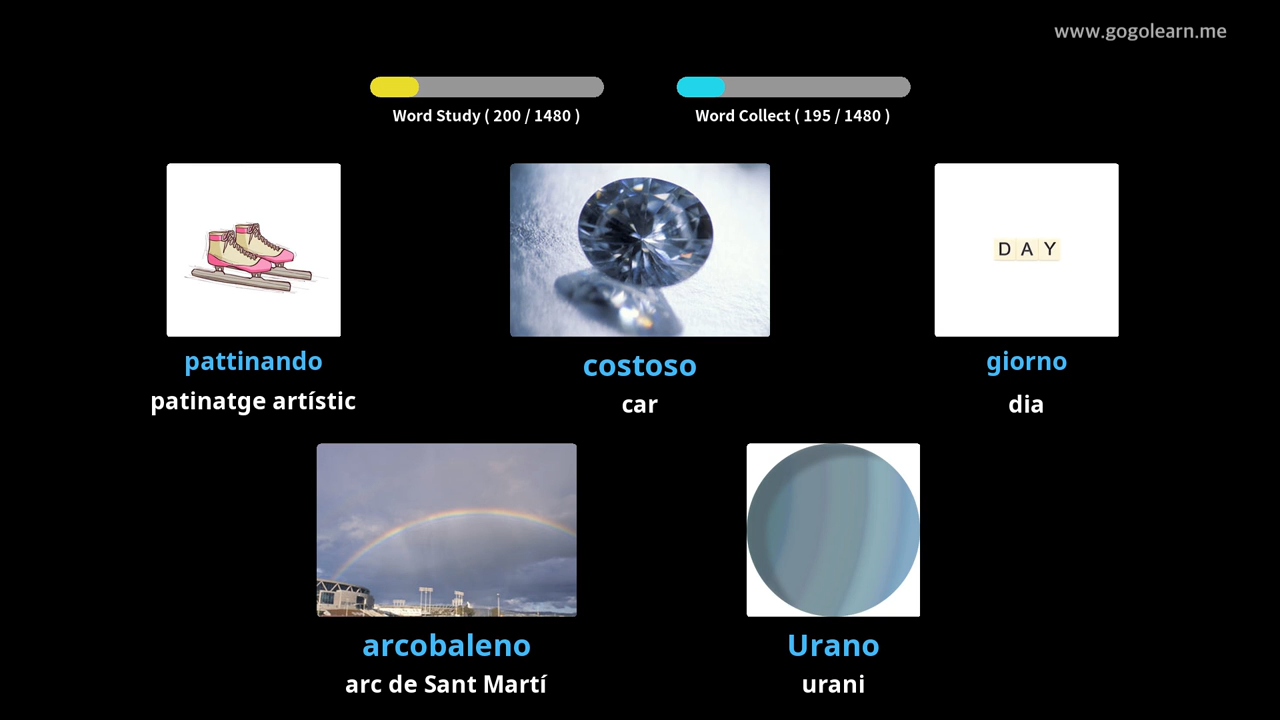 www.gogolearn.me
Word Study ( 200 / 1480 )
Word Collect ( 195 / 1480 )
DAY
pattinando
costoso
giorno
patinatge artístic
car
dia
arcobaleno
Urano
arc de Sant Martí
urani